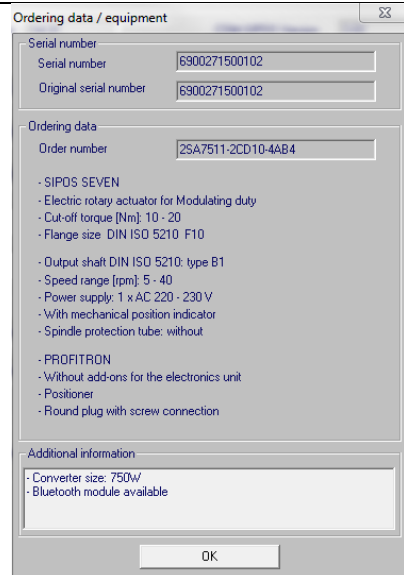 Ordering data / equipment
Serial number
Serial number 6900271500102
Original serial number 6900271500102
Ordering data
Order number 2SA7511-2CD10-4AB4
- SIPOS SEVEN
- Electric rotary actuator for Modulating duty
- Cut-off torque [Nm]: 10 - 20
- Flange size DIN ISO 5210 F10
- Output shaft DIN ISO 5210: type B1
- Speed range [rpm]: 5 - 40
- Power supply: 1 x AC 220 - 230 V
- With mechanical position indicator
- Spindle protection tube: without
- PROFITRON
- Without add-ons for the electronics unit
- Positioner
- Round plug with screw connection
Additional information
- Converter size: 750W
- Bluetooth module available
OK